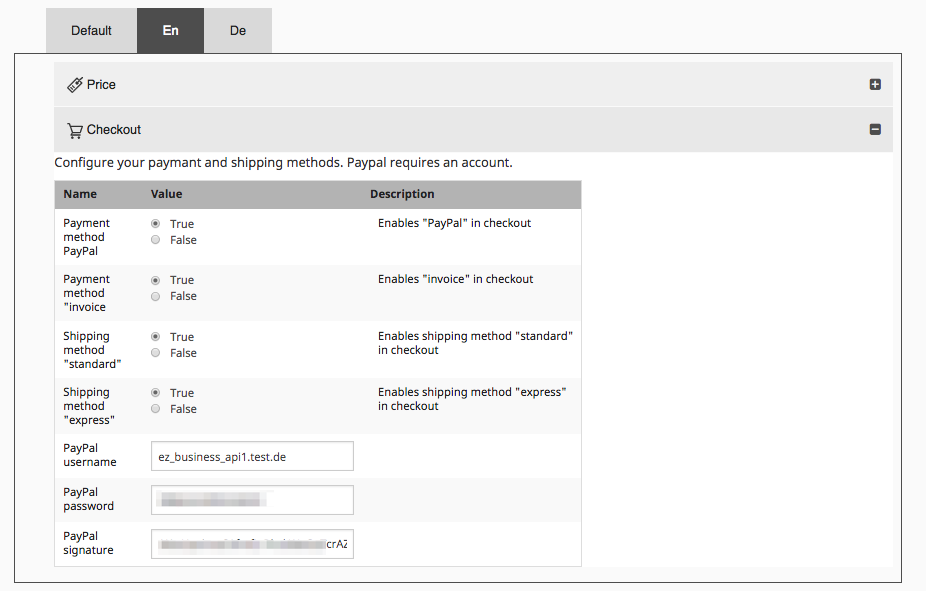 Default En De
Price
Checkout
Configure your paymant and shipping methods. Paypal requires an account.
Name Value Description
Payment True Enables "PayPal" in checkout
method False
PayPal
Payment True Enables "invoice" in checkout
method False
"invoice
Shipping True Enables shipping method "standard"
method False in checkout
"standard"
Shipping True Enables shipping method "express"
method False in checkout
"express"
PayPal
username ez_business_api1.test.de
PayPal
password
PayPal
signature crAZ